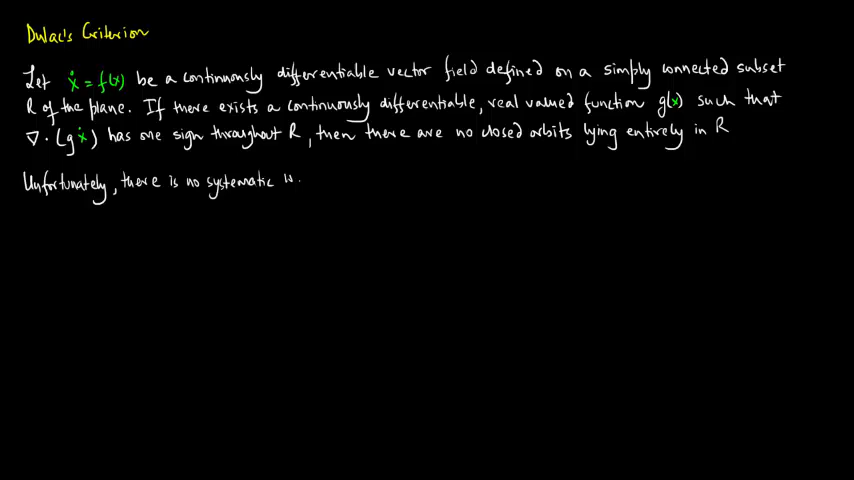 Dulac's Criterion
Let ẋ = f(x) be a continuously differentiable vector field defined on a simply connected subset
R of the plane. If there exists a continuously differentiable, real valued function g(x) such that
∇ · (g ẋ) has one sign throughout R, then there are no closed orbits lying entirely in R
Unfortunately, there is no systematic